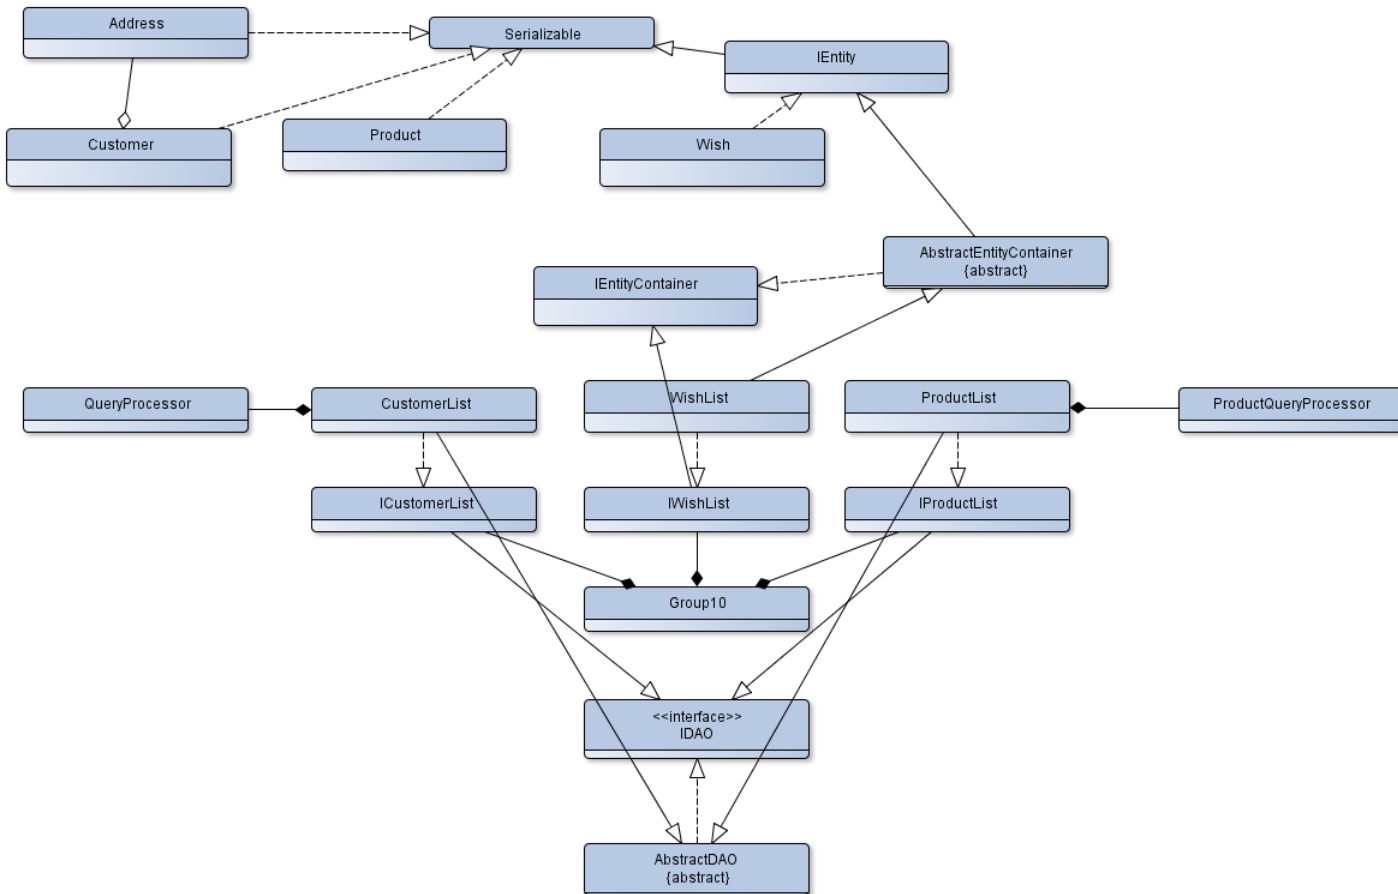 Address
Serializable
IEntity
Customer
Product
Wish
AbstractEntityContainer
{abstract}
IEntityContainer
QueryProcessor
CustomerList
WishList
ProductList
ProductQueryProcessor
ICustomerList
IWishList
IProductList
Group10
<<interface>>
IDAO
AbstractDAO
{abstract}